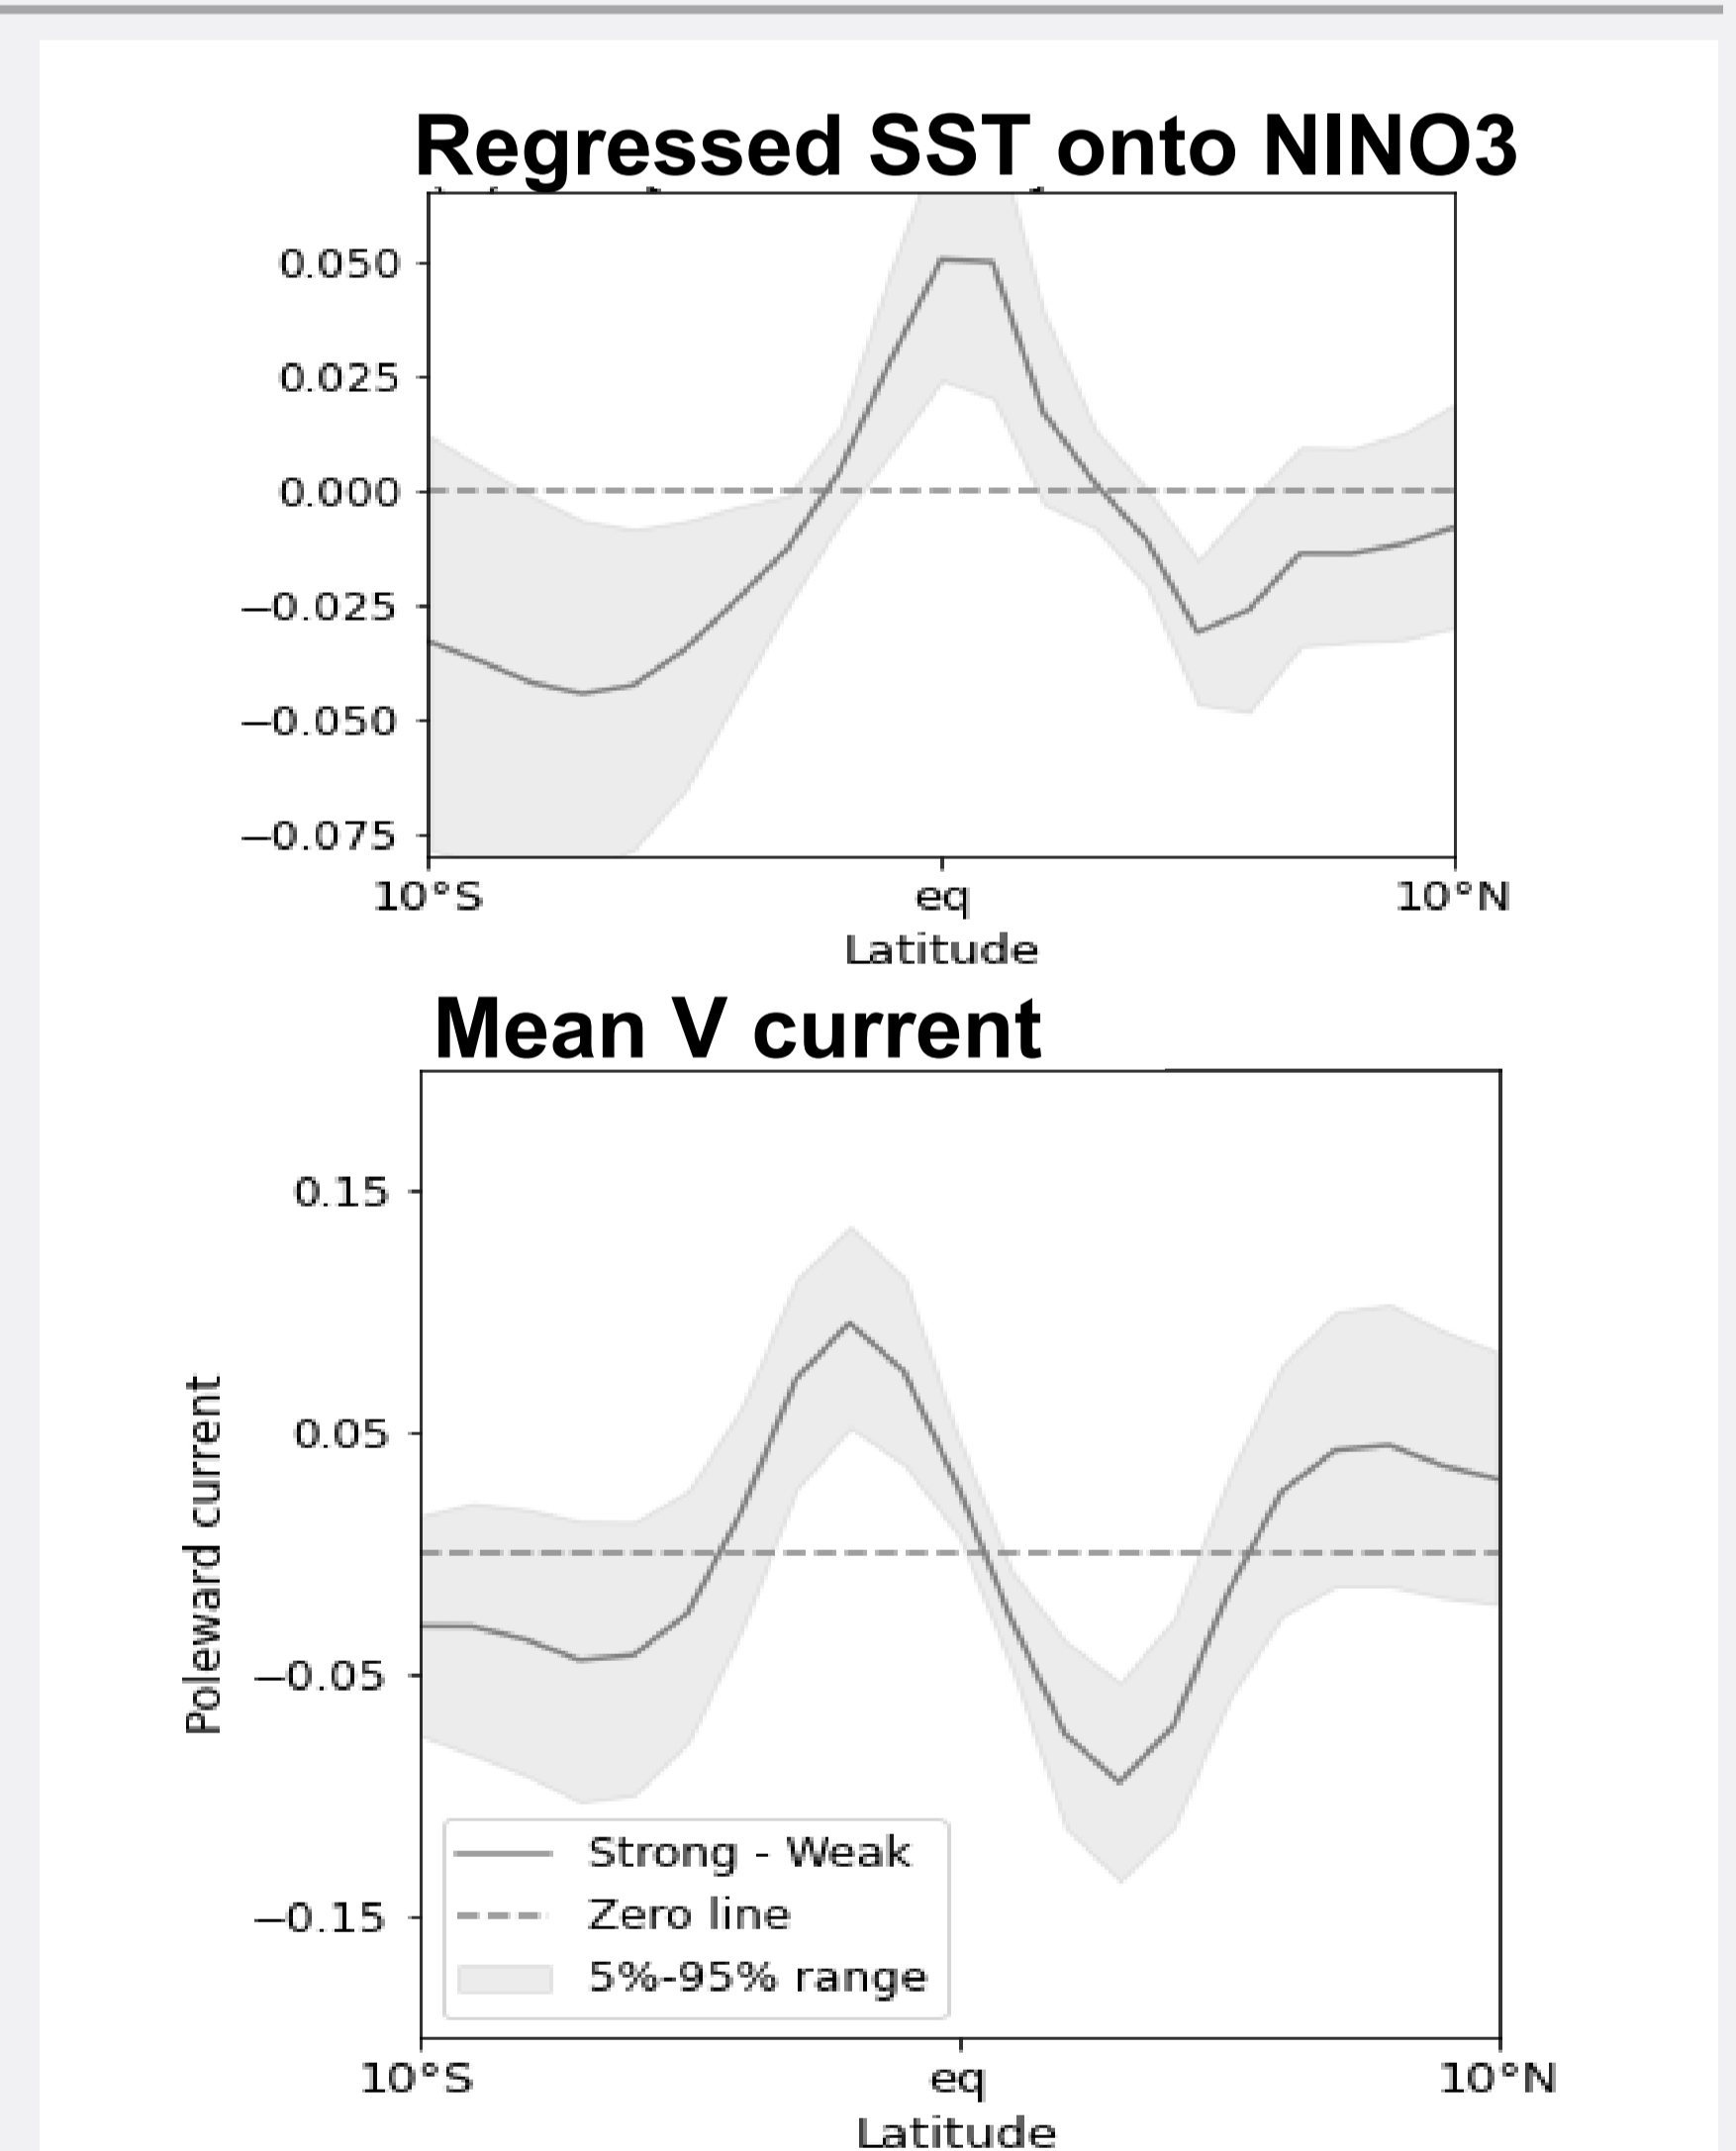 Regressed SST onto NINO3
0.050
0.025
0.000
−0.025
−0.050
−0.075
10°S eq 10°N
Latitude
Mean V current
0.15
0.05
−0.05
−0.15
Poleward current
Strong - Weak
Zero line
5%-95% range
10°S eq 10°N
Latitude